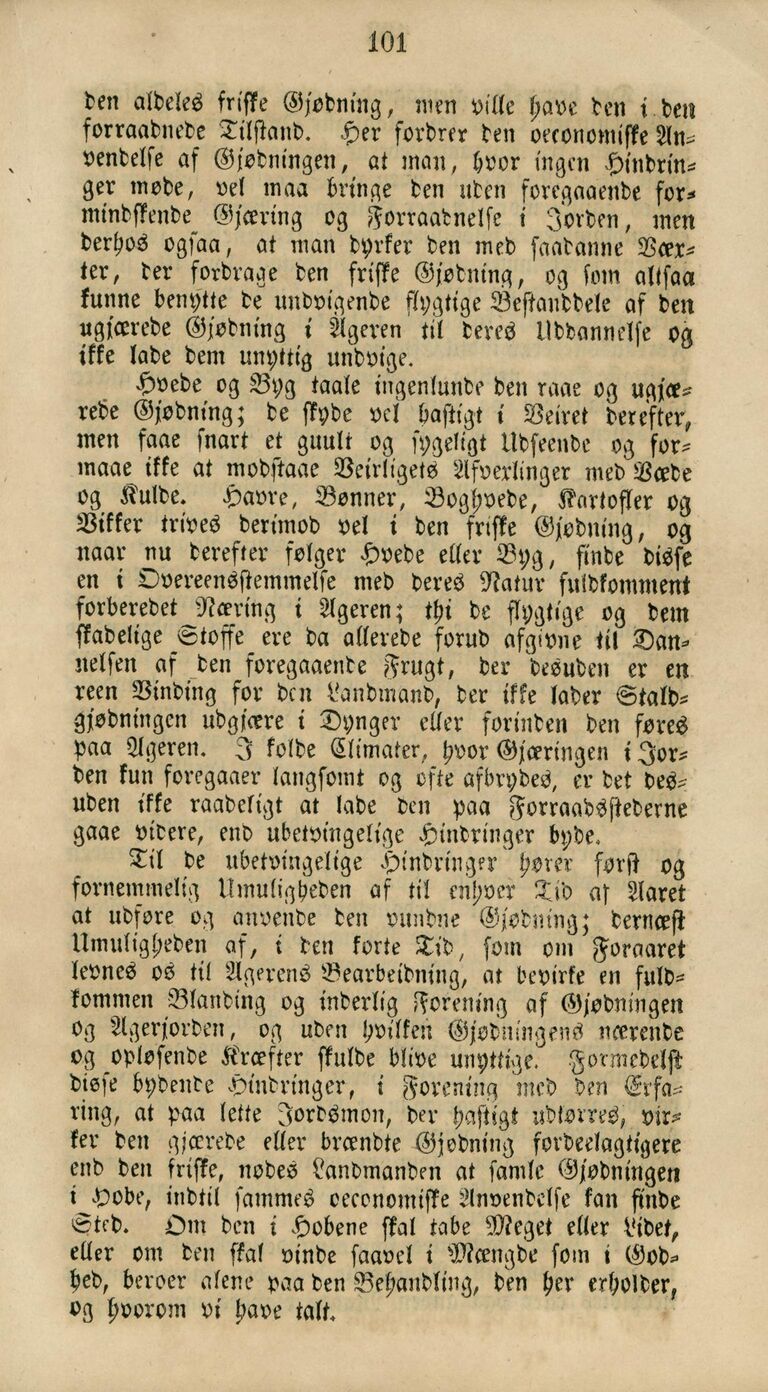 101
den aldeles friske Gjødning, men ville have den i den
forraadnede Tilstand. Her fordrer den oeconomiske An-
vendelse af Gjødningen, at man, hvor ingen Hindrin-
ger møde, vel maa bringe den uden foregaaende for-
mindskende Gjæring og Forraadnelse i Jorden, men
derhos ogsaa, at man dyrker den med saadanne Væx-
ter, der fordrage den friske Gjødning, og som altsaa
kunne benytte de undvigende flygtige Bestanddele af den
ugjærede Gjødning i Ageren til deres Uddannelse og
ikke lade dem unyttig undvige.
Hvede og Byg taale ingenlunde den raae og ugjæ-
rede Gjødning; de skyde vel hastigt i Veiret derefter,
men faae snart et guult og sygeligt Udseende og for-
maae ikke at modstaae Veirligets Afvexlinger med Væde
og Kulde. Havre, Bønner, Boghvede, Kartofler og
Vikker trives derimod vel i den friske Gjødning, og
naar nu derefter følger Hvede eller Byg, finde disse
en i Overeensstemmelse med deres Natur fuldkomment
forberedet Næring i Ageren; thi de flygtige og dem
skadelige Stoffe ere da allerede forud afgivne til Dan-
nelsen af den foregaaende Frugt, der desuden er en
reen Vinding for den Landmand, der ikke lader Stald-
gjødningen udgjære i Dynger eller forinden den føres
paa Ageren. I kolde Climater, hvor Gjæringen i Jor-
den kun foregaaer langsomt og ofte afbrydes, er det des-
uden ikke raadeligt at lade den paa Forraadsstederne
gaae videre, end ubetvingelige Hindringer byde.
Til de ubetvingelige Hindringer hører først og
fornemmelig Umuligheden af til enhver Tid af Aaret
at udføre og anvende den vundne Gjødning; dernæst
Umuligheden af, i den korte Tid, som om Foraaret
levnes os til Agerens Bearbeidning, at bevirke en fuld-
kommen Blanding og inderlig Forening af Gjødningen
og Agerjorden, og uden hvilken Gjødningens nærende
og opløsende Kræfter skulde blive unyttige. Formedelst
disse bydende Hindringer, i Forening med den Erfa-
ring, at paa lette Jordsmon, der hastigt udtørres, vir-
ker den gjærede eller brændte Gjødning fordeelagtigere
end den friske, nødes Landmanden at samle Gjødningen
i Hobe, indtil sammes oeconomiske Anvendelse kan finde
Sted. Om den i Hobene skal tabe Meget eller Lidet,
eller om den skal vinde saavel i Mængde som i God-
hed, beroer alene paa den Behandling, den her erholder,
og hvorom vi have talt.